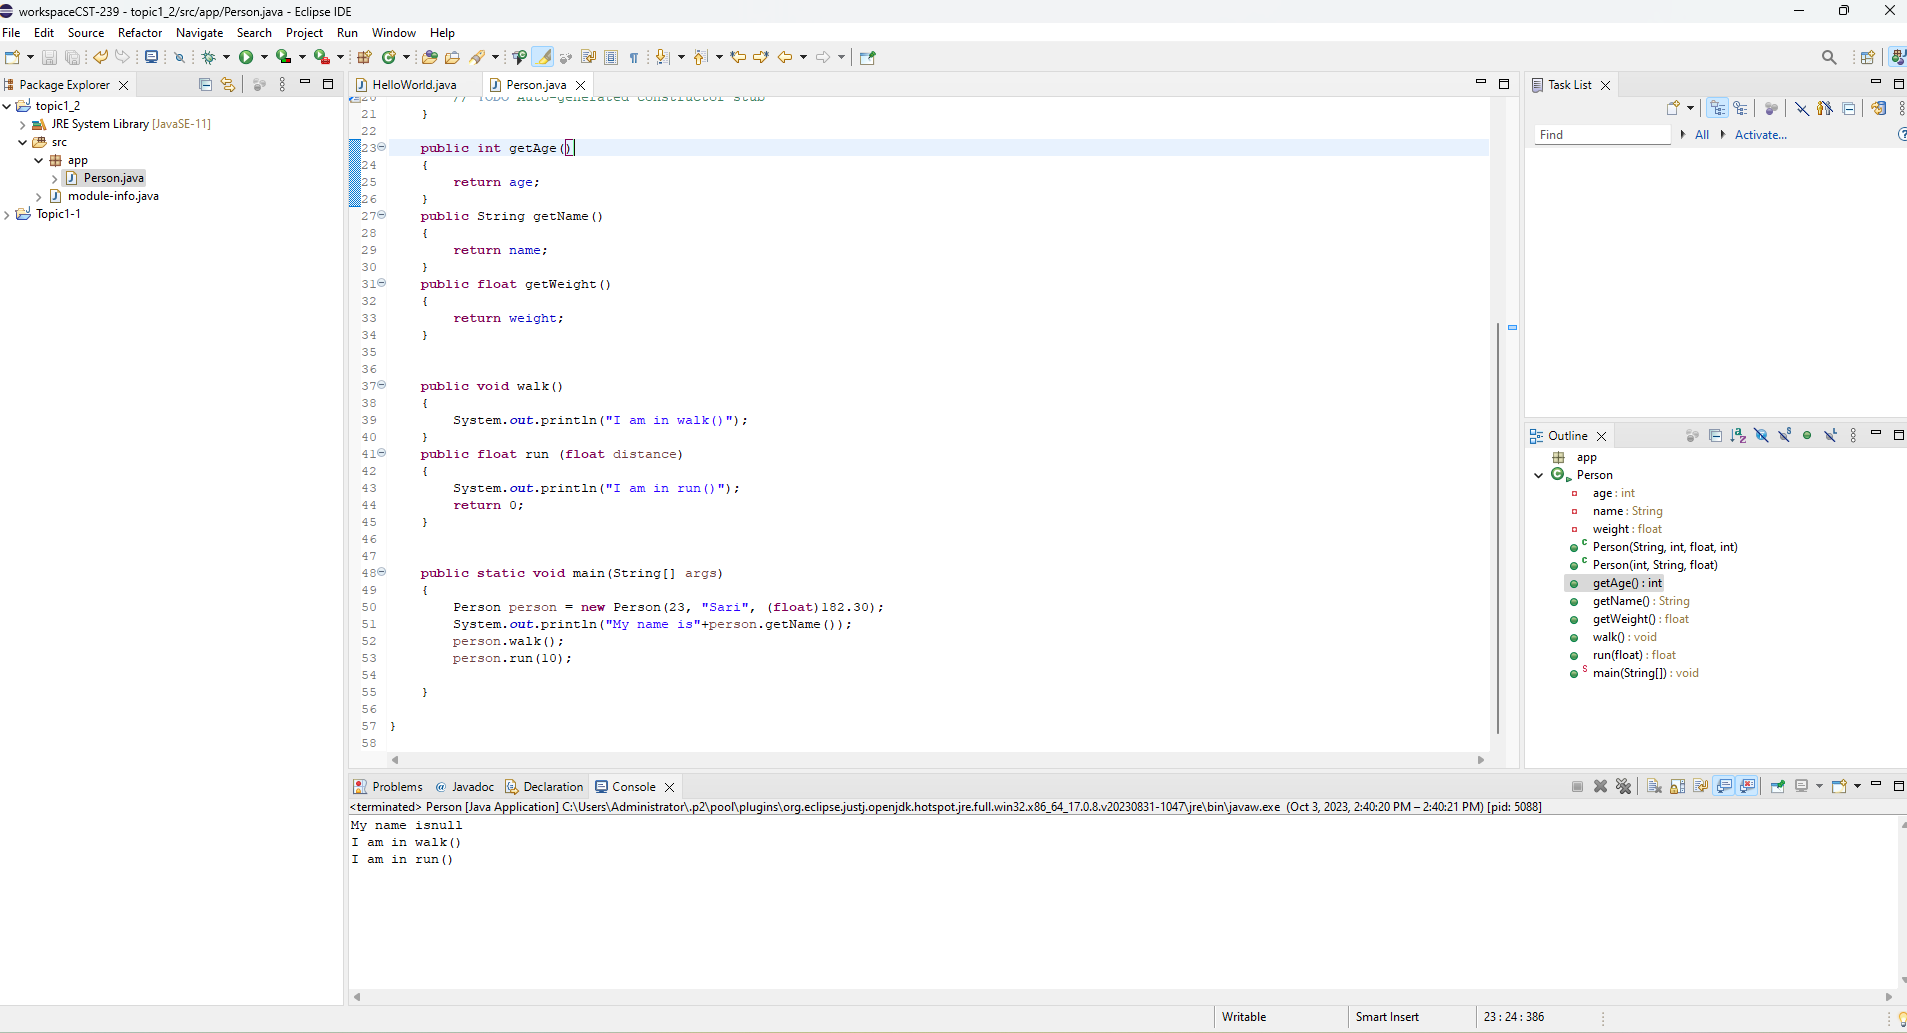 workspaceCST-239 - topic1_2/src/app/Person.java - Eclipse IDE
File Edit Source Refactor Navigate Search Project Run Window Help
Package Explorer
topic1_2
JRE System Library [JavaSE-11]
src
app
Person.java
module-info.java
Topic1-1
HelloWorld.java
Person.java
20 // TODO Auto-generated constructor stub
21 }
22
23 public int getAge()
24 {
25 return age;
26 }
27 public String getName()
28 {
29 return name;
30 }
31 public float getWeight()
32 {
33 return weight;
34 }
35
36
37 public void walk()
38 {
39 System.out.println("I am in walk()");
40 }
41 public float run (float distance)
42 {
43 System.out.println("I am in run()");
44 return 0;
45 }
46
47
48 public static void main(String[] args)
49 {
50 Person person = new Person(23, "Sari", (float)182.30);
51 System.out.println("My name is"+person.getName());
52 person.walk();
53 person.run(10);
54
55 }
56
57 }
58
Task List
Find All Activate...
Outline
app
Person
age : int
name : String
weight : float
Person(String, int, float, int)
Person(int, String, float)
getAge() : int
getName() : String
getWeight() : float
walk() : void
run(float) : float
main(String[]) : void
Problems @ Javadoc Declaration Console
<terminated> Person [Java Application] C:\Users\Administrator\.p2\pool\plugins\org.eclipse.justj.openjdk.hotspot.jre.full.win32.x86_64_17.0.8.v20230831-1047\jre\bin\javaw.exe (Oct 3, 2023, 2:40:20 PM – 2:40:21 PM) [pid: 5088]
My name isnull
I am in walk()
I am in run()
Writable Smart Insert 23 : 24 : 386